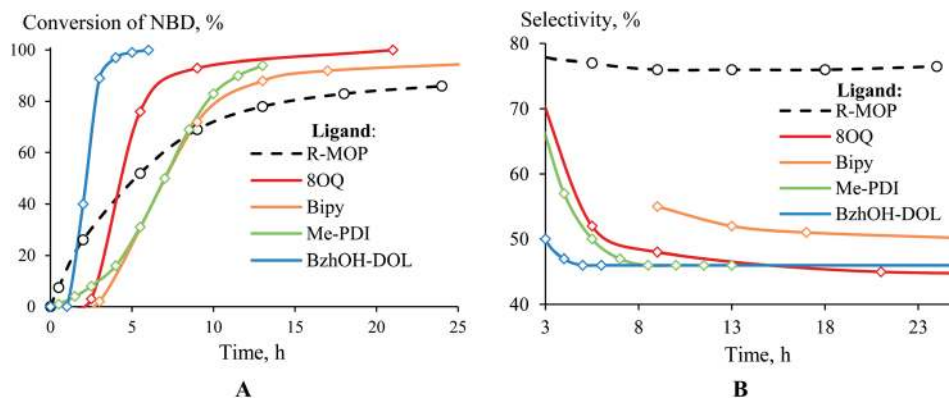 Conversion of NBD, %
100
80
60
40
20
0
0
5
10
15
20
25
Time, h
Ligand:
R-MOP
8OQ
Bipy
Me-PDI
BzhOH-DOL
A
Selectivity, %
80
70
60
50
40
3
8
13
18
23
Time, h
Ligand:
R-MOP
8OQ
Bipy
Me-PDI
BzhOH-DOL
B